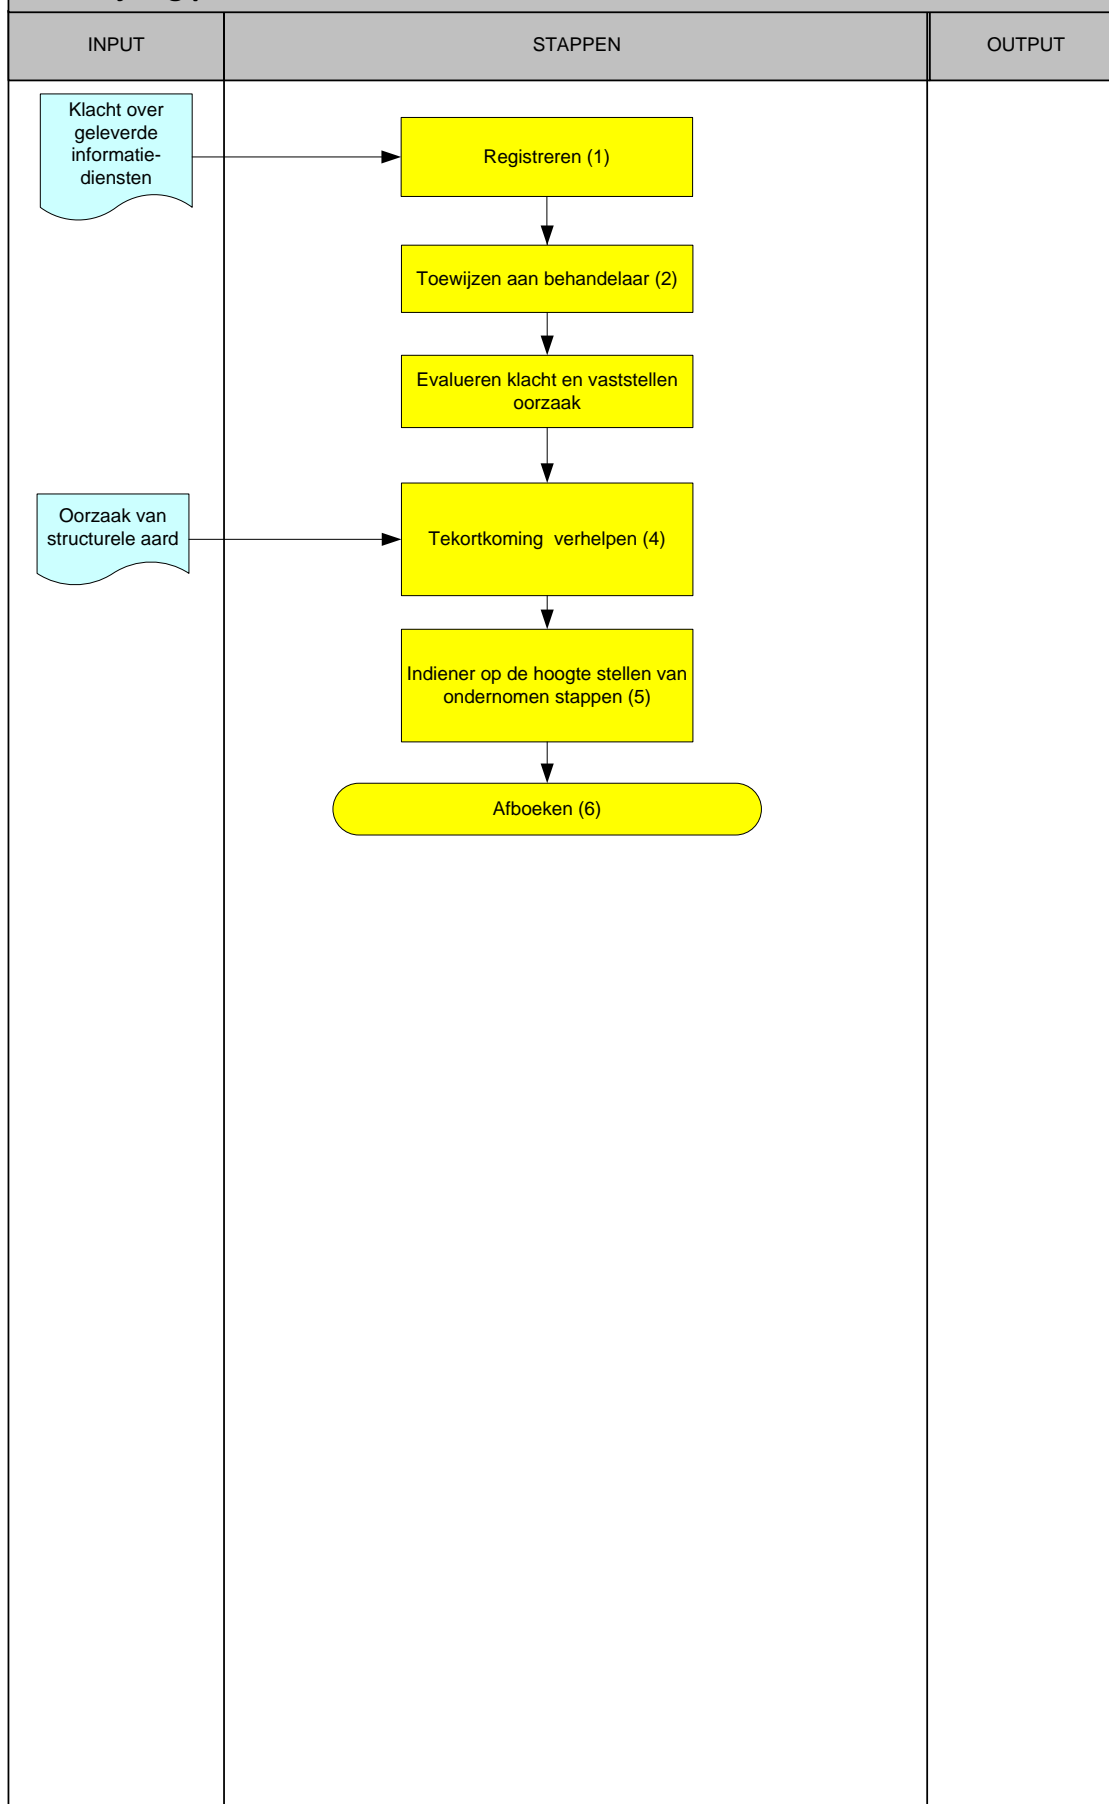 INPUT
STAPPEN
OUTPUT
Klacht over
geleverde
informatie-
diensten
Registreren (1)
Toewijzen aan behandelaar (2)
Evalueren klacht en vaststellen
oorzaak
Oorzaak van
structurele aard
Tekortkoming  verhelpen (4)
Indiener op de hoogte stellen van
ondernomen stappen (5)
Afboeken (6)